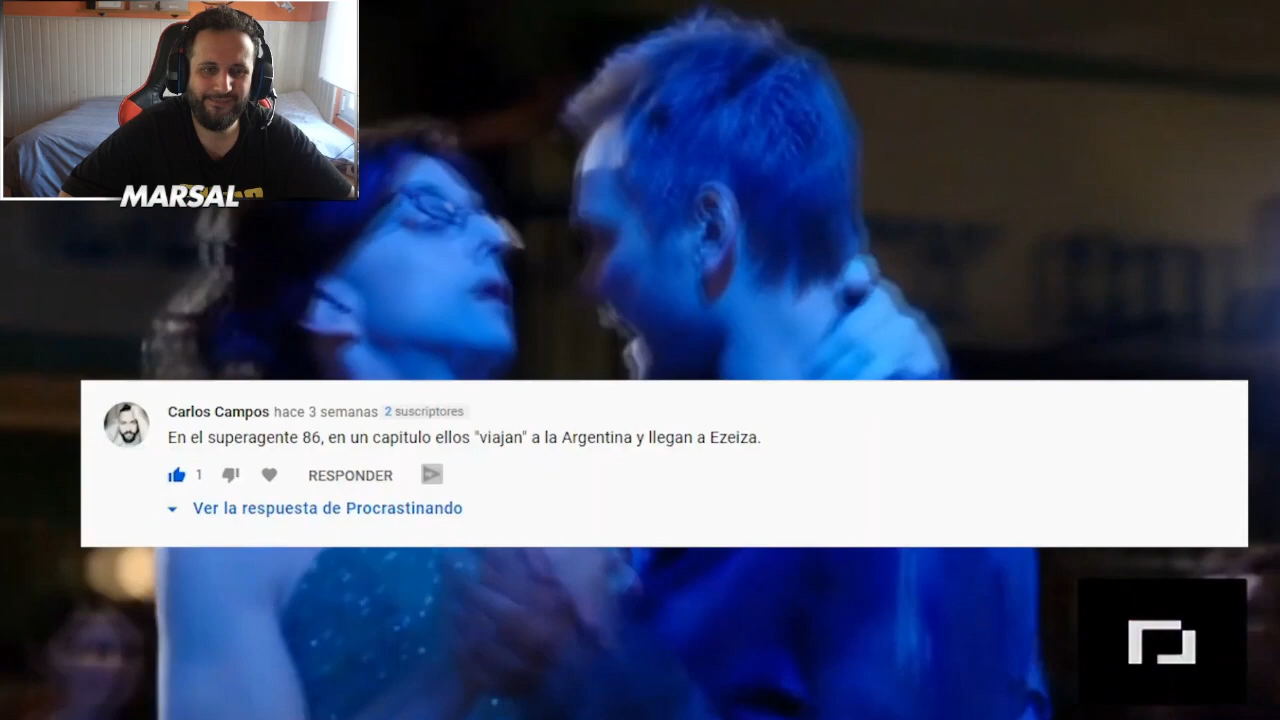 MARSAL
Carlos Campos hace 3 semanas 2 suscriptores
En el superagente 86, en un capitulo ellos "viajan" a la Argentina y llegan a Ezeiza.
1
RESPONDER
Ver la respuesta de Procrastinando